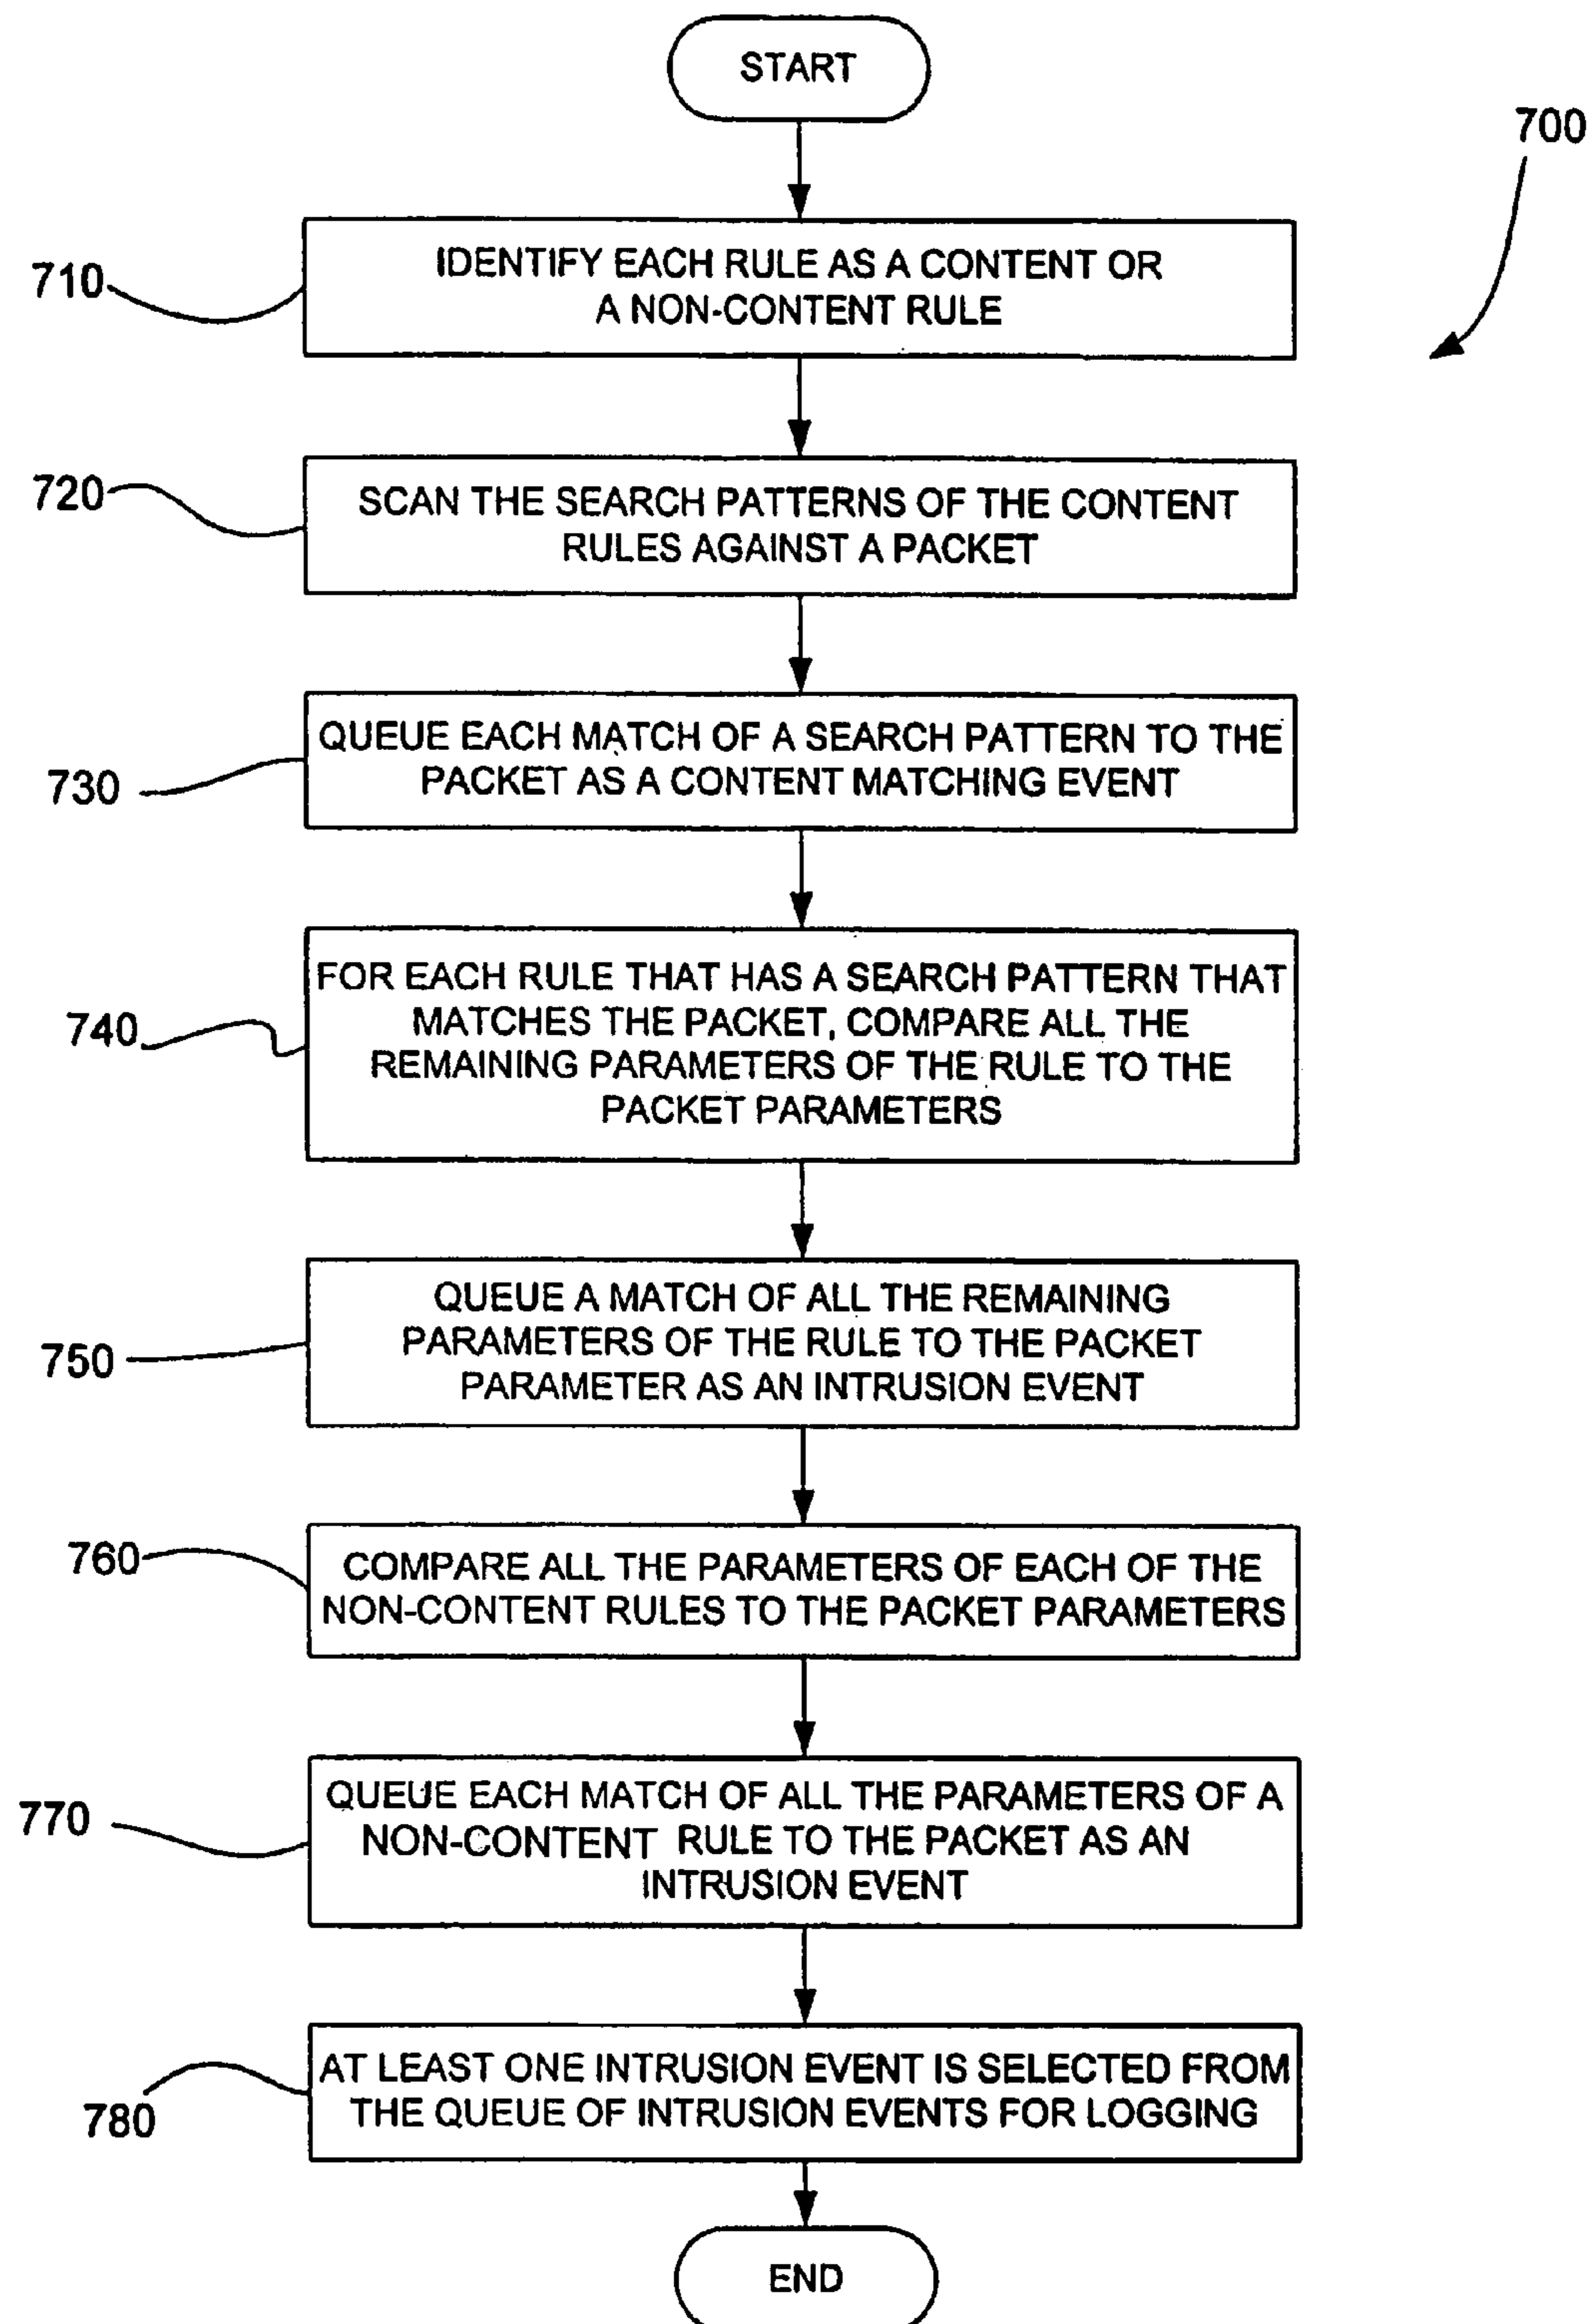 START
700
710
IDENTIFY EACH RULE AS A CONTENT OR
A NON-CONTENT RULE
720
SCAN THE SEARCH PATTERNS OF THE CONTENT
RULES AGAINST A PACKET
730
QUEUE EACH MATCH OF A SEARCH PATTERN TO THE
PACKET AS A CONTENT MATCHING EVENT
740
FOR EACH RULE THAT HAS A SEARCH PATTERN THAT
MATCHES THE PACKET, COMPARE ALL THE
REMAINING PARAMETERS OF THE RULE TO THE
PACKET PARAMETERS
750
QUEUE A MATCH OF ALL THE REMAINING
PARAMETERS OF THE RULE TO THE PACKET
PARAMETER AS AN INTRUSION EVENT
760
COMPARE ALL THE PARAMETERS OF EACH OF THE
NON-CONTENT RULES TO THE PACKET PARAMETERS
770
QUEUE EACH MATCH OF ALL THE PARAMETERS OF A
NON-CONTENT RULE TO THE PACKET AS AN
INTRUSION EVENT
780
AT LEAST ONE INTRUSION EVENT IS SELECTED FROM
THE QUEUE OF INTRUSION EVENTS FOR LOGGING
END